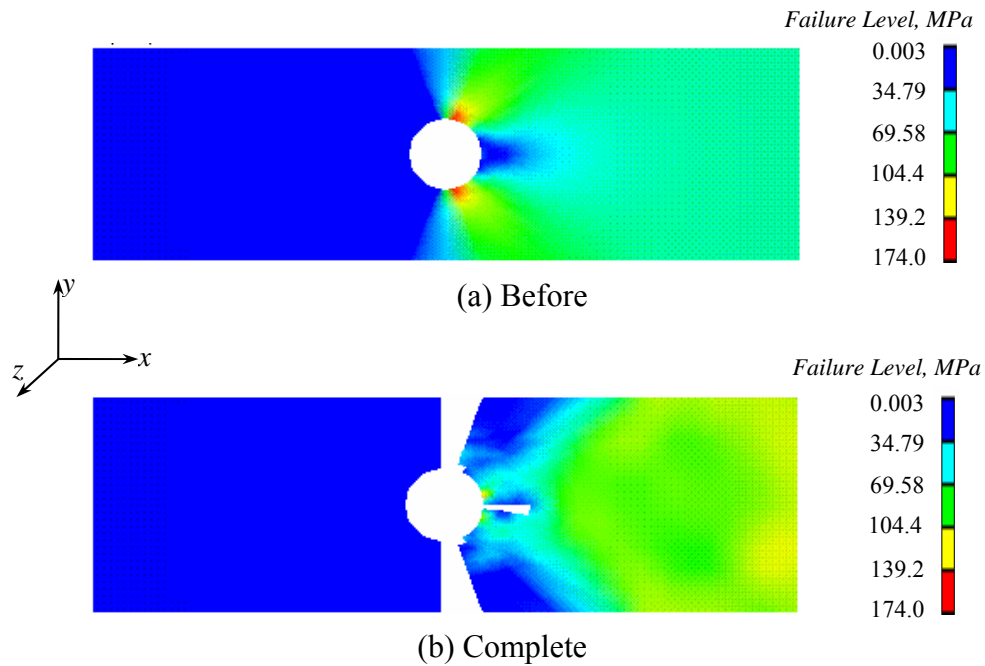 Failure Level, MPa
0.003
34.79
69.58
104.4
139.2
174.0
(a) Before
y
x
z
Failure Level, MPa
0.003
34.79
69.58
104.4
139.2
174.0
(b) Complete